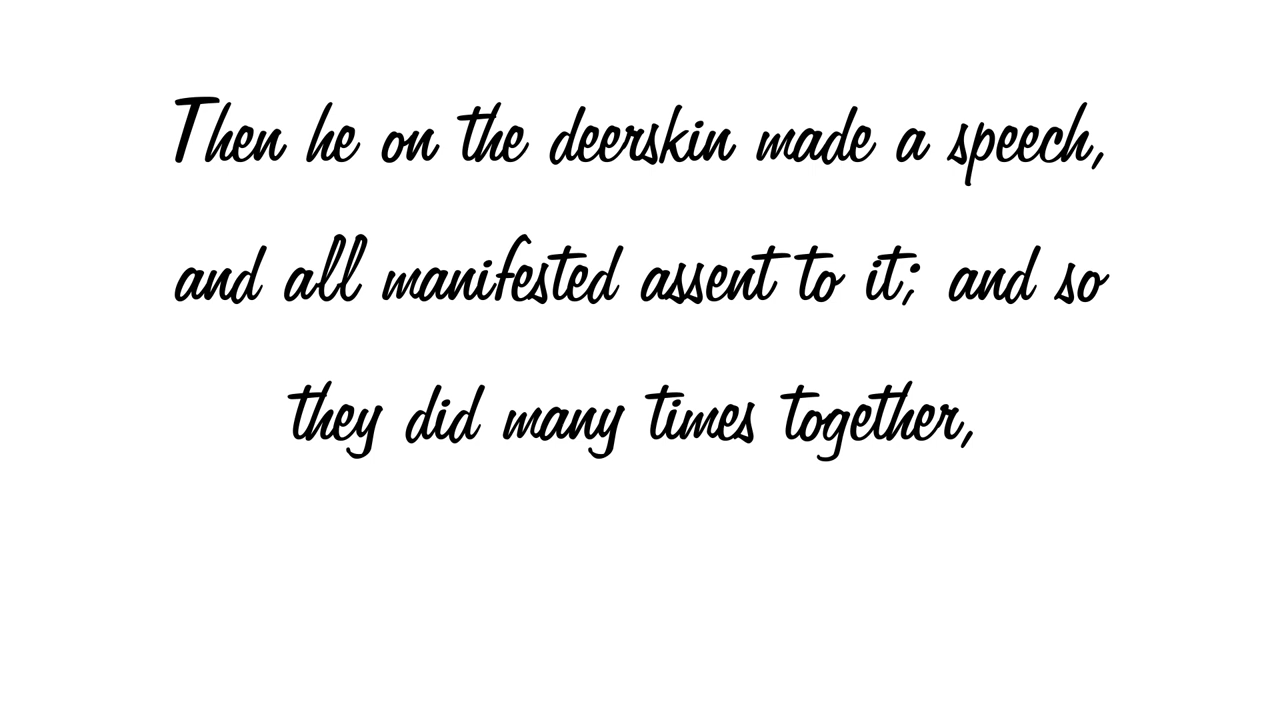 Then he on the deerskin made a speech,
and all manifested assent to it; and so
they did many times together,